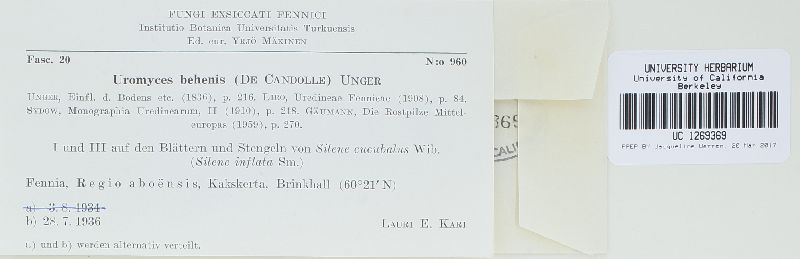 FUNGI EXSICCATI FENNICI
Institutio Botanica Universitatis Turkuensis
Ed. cur. YRJÖ MÄKINEN
Fasc. 20 N:o 960
Uromyces behenis (DE CANDOLLE) UNGER
UNGER, Einfl. d. Bodens etc. (1836), p. 216. LIRO, Uredineae Fennicae (1908), p. 84.
SYDOW, Monographia Uredinearum, II (1910), p. 218. GÄUMANN, Die Rostpilze Mittel-
europas (1959), p. 270.
I und III auf den Blättern und Stengeln von Silene cucubalus Wib.
(Silene inflata Sm.)
Fennia, Regio aboënsis, Kakskerta, Brinkhall (60°21′ N)
a) 3. 8. 1934
b) 28. 7. 1936 LAURI E. KARI
a) und b) werden alternativ verteilt.
69
CALI
UNIVERSITY HERBARIUM
University of California
Berkeley
UC 1269369
PREP BY Jacqueline Warren, 20 Mar 2017